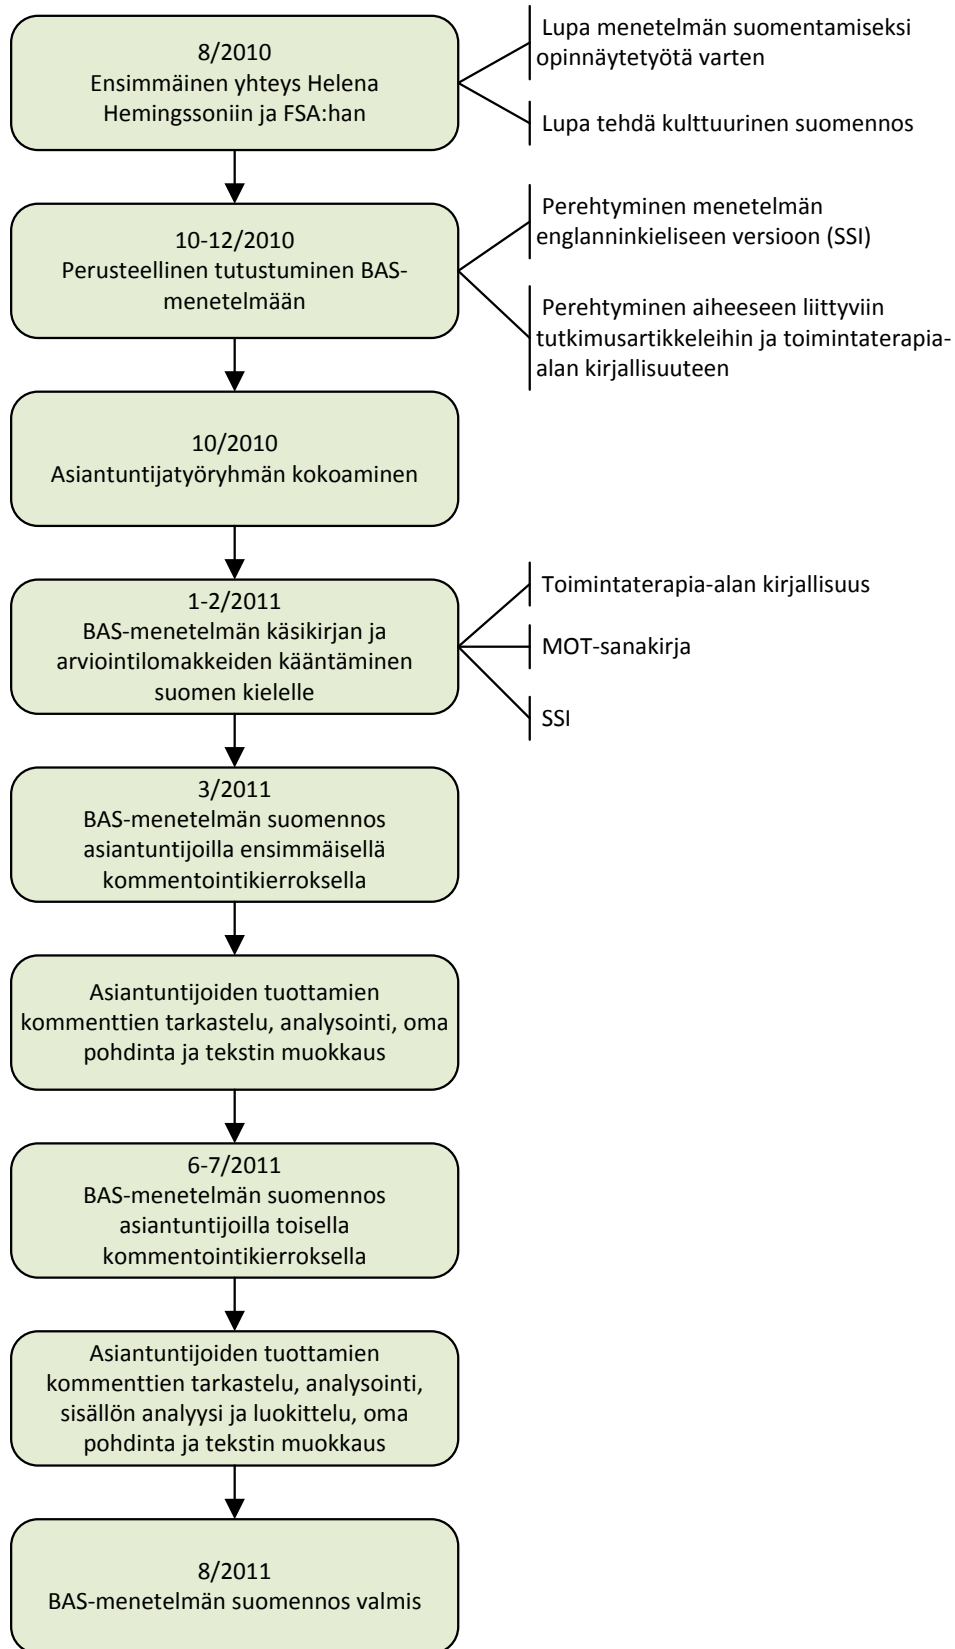 8/2010
Ensimmäinen yhteys Helena
Hemingssoniin ja FSA:han
Lupa menetelmän suomentamiseksi
opinnäytetyötä varten
Lupa tehdä kulttuurinen suomennos
10-12/2010
Perusteellinen tutustuminen BAS-
menetelmään
Perehtyminen menetelmän
englanninkieliseen versioon (SSI)
Perehtyminen aiheeseen liittyviin
tutkimusartikkeleihin ja toimintaterapia-
alan kirjallisuuteen
10/2010
Asiantuntijatyöryhmän kokoaminen
1-2/2011
BAS-menetelmän käsikirjan ja
arviointilomakkeiden kääntäminen
suomen kielelle
Toimintaterapia-alan kirjallisuus
MOT-sanakirja
SSI
3/2011
BAS-menetelmän suomennos
asiantuntijoilla ensimmäisellä
kommentointikierroksella
Asiantuntijoiden tuottamien
kommenttien tarkastelu, analysointi, oma
pohdinta ja tekstin muokkaus
6-7/2011
BAS-menetelmän suomennos
asiantuntijoilla toisella
kommentointikierroksella
Asiantuntijoiden tuottamien
kommenttien tarkastelu, analysointi,
sisällön analyysi ja luokittelu, oma
pohdinta ja tekstin muokkaus
8/2011
BAS-menetelmän suomennos valmis